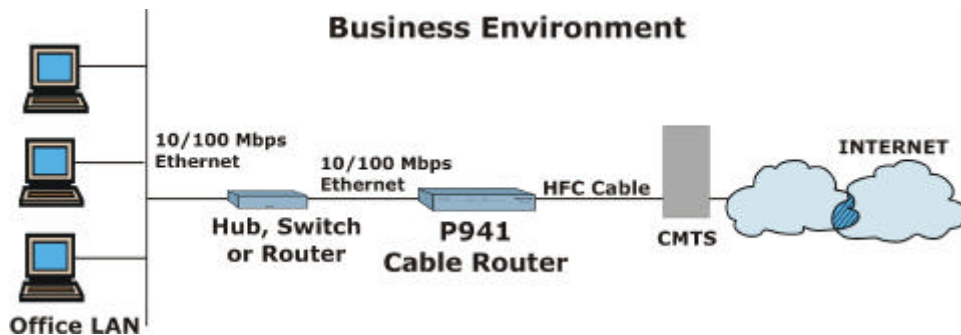 Business Environment
10/100 Mbps
Ethernet
10/100 Mbps
Ethernet
HFC Cable
INTERNET
Hub, Switch
or Router
P941
Cable Router
CMTS
Office LAN